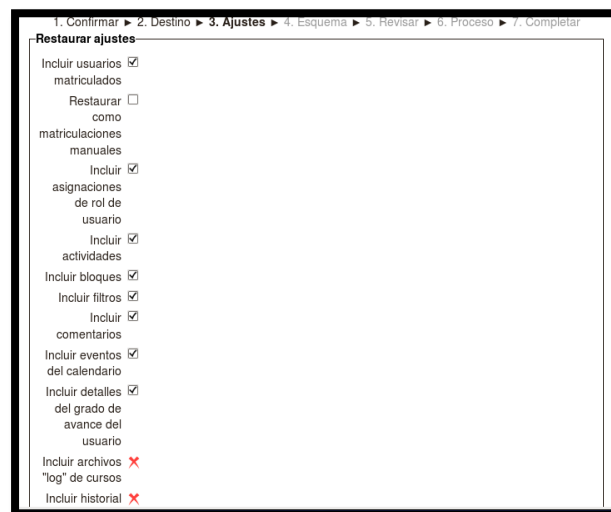 1. Confirmar ► 2. Destino ► 3. Ajustes ► 4. Esquema ► 5. Revisar ► 6. Proceso ► 7. Completar
Restaurar ajustes
Incluir usuarios
matriculados
Restaurar
como
matriculaciones
manuales
Incluir
asignaciones
de rol de
usuario
Incluir
actividades
Incluir bloques
Incluir filtros
Incluir
comentarios
Incluir eventos
del calendario
Incluir detalles
del grado de
avance del
usuario
Incluir archivos
"log" de cursos
Incluir historial